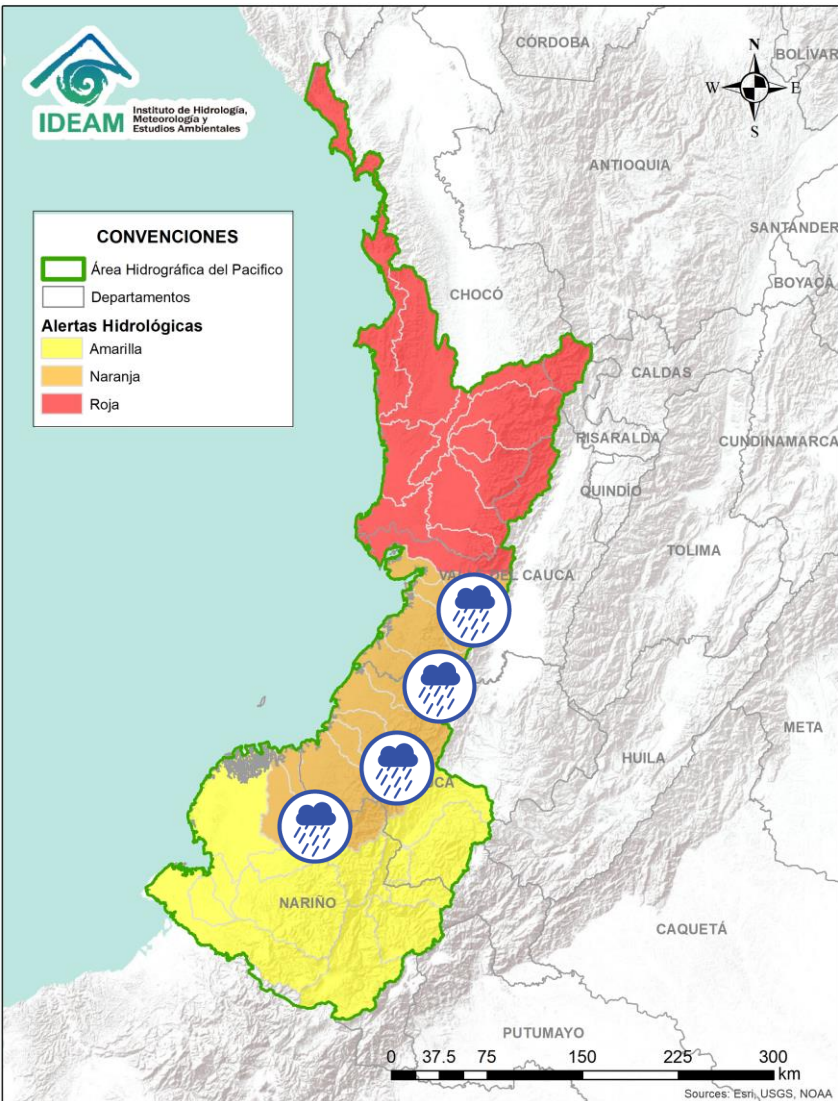 IDEAM
Instituto de Hidrología,
Meteorología y
Estudios Ambientales
CÓRDOBA
BOLÍVAR
N
W
E
S
ANTIOQUIA
SANTANDER
CONVENCIONES
Área Hidrográfica del Pacifico
Departamentos
Alertas Hidrológicas
Amarilla
Naranja
Roja
BOYACÁ
CHOCÓ
CALDAS
RISARALDA
CUNDINAMARCA
QUINDÍO
TOLIMA
DEL CAUCA
META
HUILA
NARIÑO
CAQUETÁ
PUTUMAYO
0 37.5 75 150 225 300
km
Sources: Esri, USGS, NOAA